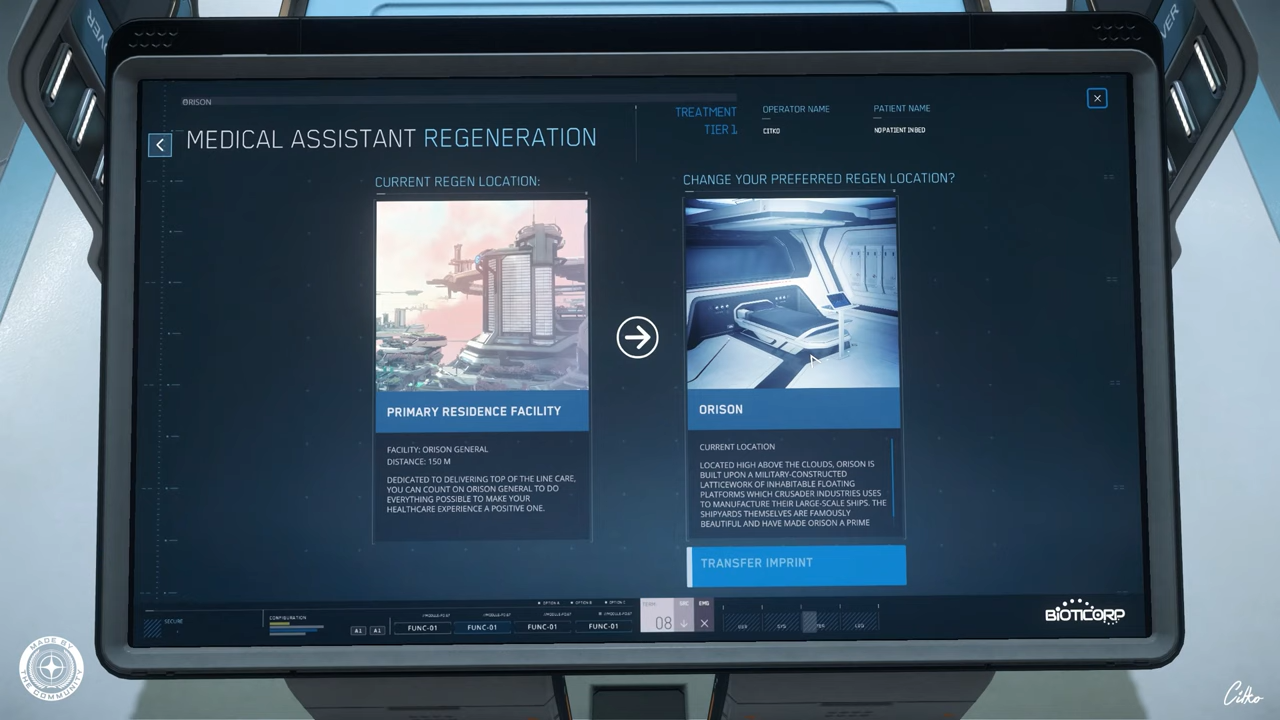 ORISON
MEDICAL ASSISTANT REGENERATION
TREATMENT
TIER 1
OPERATOR NAME
CITKO
PATIENT NAME
NO PATIENT IN BED
CURRENT REGEN LOCATION:
PRIMARY RESIDENCE FACILITY
FACILITY: ORISON GENERAL
DISTANCE: 150 M
DEDICATED TO DELIVERING TOP OF THE LINE CARE,
YOU CAN COUNT ON ORISON GENERAL TO DO
EVERYTHING POSSIBLE TO MAKE YOUR
HEALTHCARE EXPERIENCE A POSITIVE ONE.
CHANGE YOUR PREFERRED REGEN LOCATION?
ORISON
CURRENT LOCATION
LOCATED HIGH ABOVE THE CLOUDS, ORISON IS
BUILT UPON A MILITARY-CONSTRUCTED
LATTICEWORK OF INHABITABLE FLOATING
PLATFORMS WHICH CRUSADER INDUSTRIES USES
TO MANUFACTURE THEIR LARGE-SCALE SHIPS. THE
SHIPYARDS THEMSELVES ARE FAMOUSLY
BEAUTIFUL AND HAVE MADE ORISON A PRIME
TRANSFER IMPRINT
SECURE
CONFIGURATION
A1 A1
FUNC-01 FUNC-01 FUNC-01 FUNC-01
OPTION A OPTION B OPTION C
08
EMG
BIOTICORP
MADE BY
THE COMMUNITY
Citko